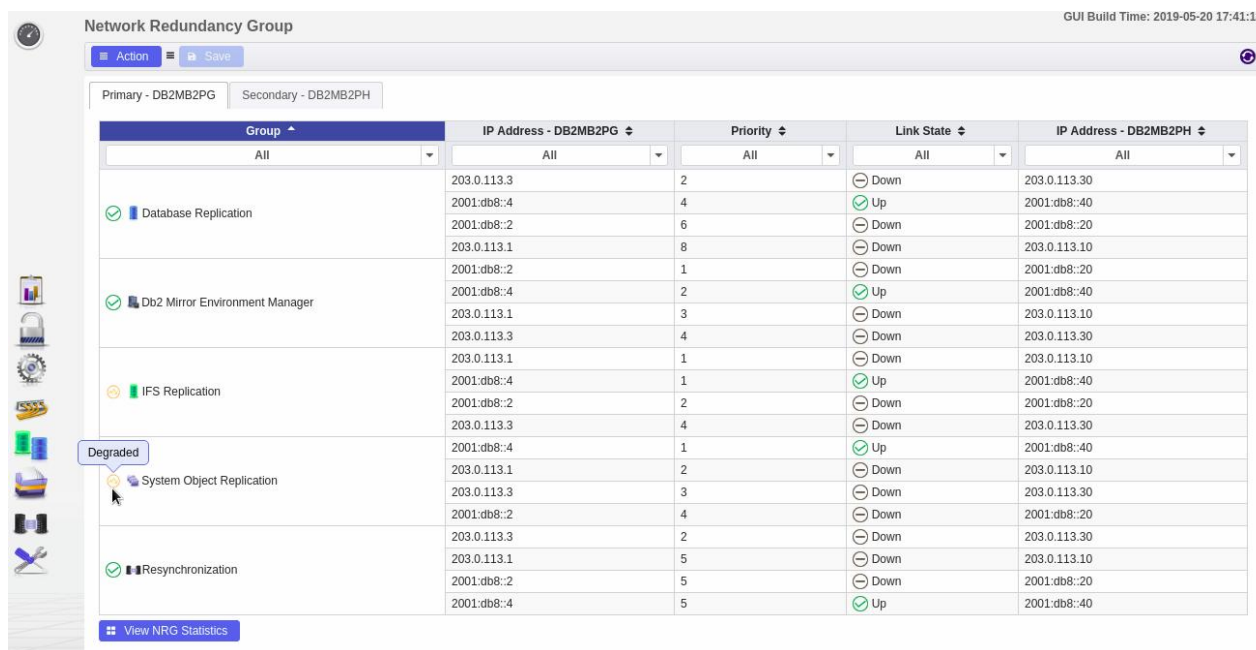 GUI Build Time: 2019-05-20 17:41:1
Network Redundancy Group
Action Save
Primary - DB2MB2PG Secondary - DB2MB2PH
Group IP Address - DB2MB2PG Priority Link State IP Address - DB2MB2PH
All All All All All
203.0.113.3 2 Down 203.0.113.30
2001:db8::4 4 Up 2001:db8::40
Database Replication
2001:db8::2 6 Down 2001:db8::20
203.0.113.1 8 Down 203.0.113.10
2001:db8::2 1 Down 2001:db8::20
2001:db8::4 2 Up 2001:db8::40
Db2 Mirror Environment Manager
203.0.113.1 3 Down 203.0.113.10
203.0.113.3 4 Down 203.0.113.30
203.0.113.1 1 Down 203.0.113.10
2001:db8::4 1 Up 2001:db8::40
IFS Replication
2001:db8::2 2 Down 2001:db8::20
203.0.113.3 4 Down 203.0.113.30
2001:db8::4 1 Up 2001:db8::40
Degraded
203.0.113.1 2 Down 203.0.113.10
System Object Replication
203.0.113.3 3 Down 203.0.113.30
2001:db8::2 4 Down 2001:db8::20
203.0.113.3 2 Down 203.0.113.30
203.0.113.1 5 Down 203.0.113.10
Resynchronization
2001:db8::2 5 Down 2001:db8::20
2001:db8::4 5 Up 2001:db8::40
View NRG Statistics